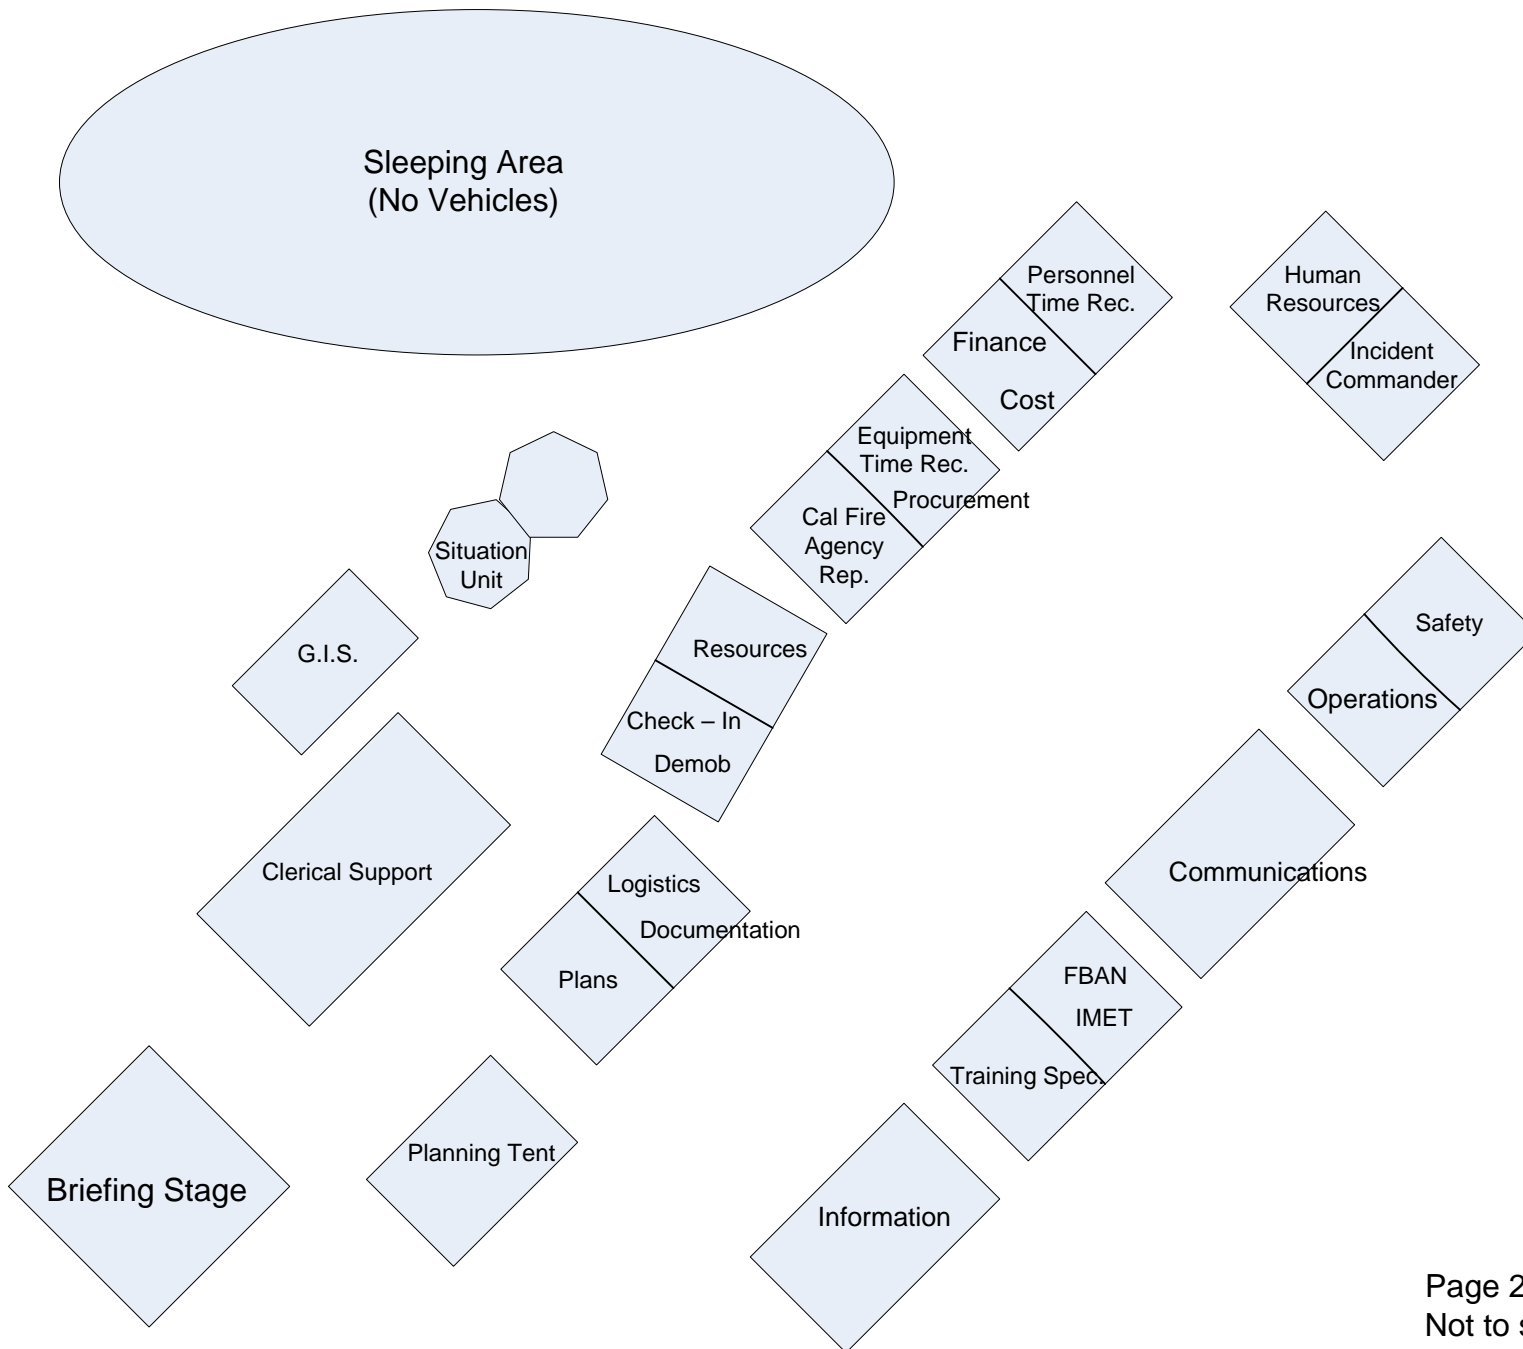 Sleeping Area
(No Vehicles)
Personnel
Time Rec.
Finance
Cost
Human
Resources
Incident
Commander
Equipment
Time Rec.
Procurement
Cal Fire
Agency
Rep.
Situation
Unit
G.I.S.
Resources
Check – In
Demob
Safety
Operations
Clerical Support
Logistics
Documentation
Plans
Communications
FBAN
IMET
Training Spec.
Planning Tent
Briefing Stage
Information
Page 2
Not to